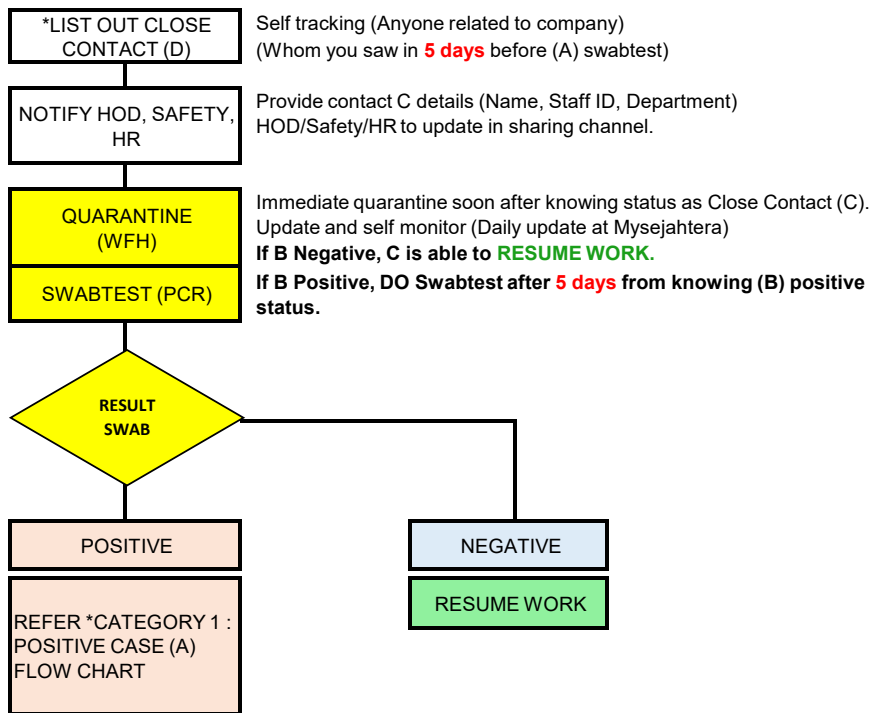 *LIST OUT CLOSE
CONTACT (D)
Self tracking (Anyone related to company)
(Whom you saw in 5 days before (A) swabtest)
NOTIFY HOD, SAFETY,
HR
Provide contact C details (Name, Staff ID, Department)
HOD/Safety/HR to update in sharing channel.
QUARANTINE
(WFH)
Immediate quarantine soon after knowing status as Close Contact (C).
Update and self monitor (Daily update at Mysejahtera)
If B Negative, C is able to RESUME WORK.
SWABTEST (PCR)
If B Positive, DO Swabtest after 5 days from knowing (B) positive
status.
RESULT
SWAB
POSITIVE
NEGATIVE
REFER *CATEGORY 1 :
POSITIVE CASE (A)
FLOW CHART
RESUME WORK